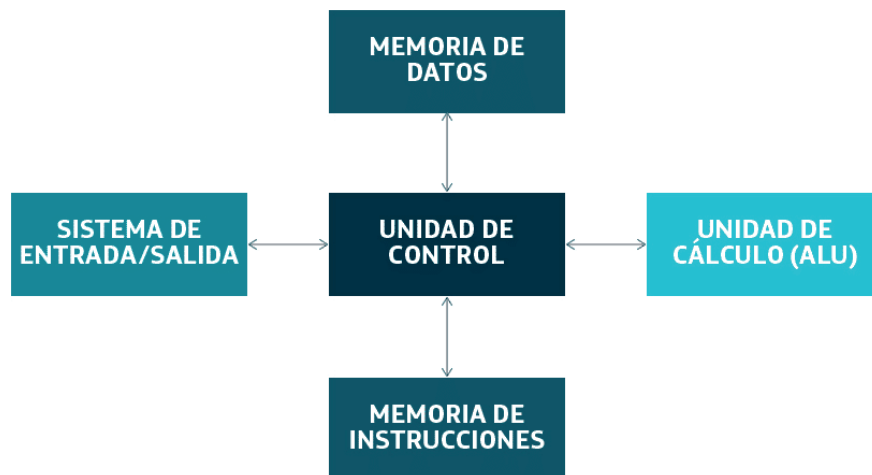 MEMORIA DE
DATOS
SISTEMA DE
ENTRADA/SALIDA
UNIDAD DE
CONTROL
UNIDAD DE
CÁLCULO (ALU)
MEMORIA DE
INSTRUCCIONES